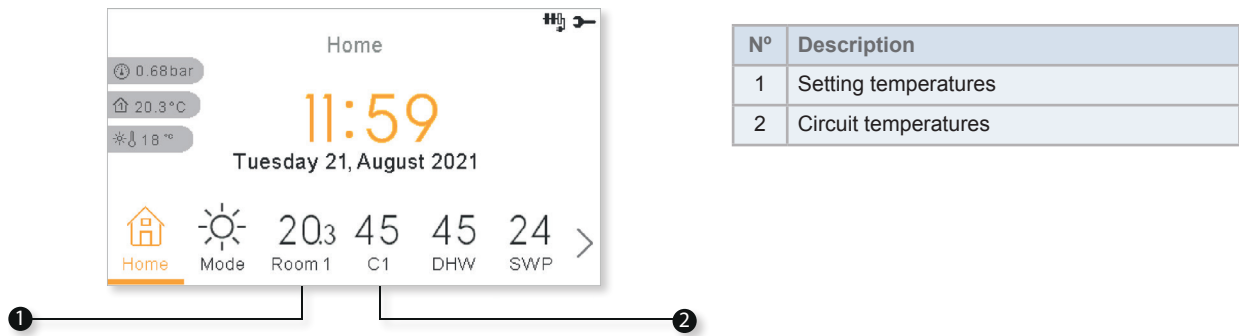 Home
0.68bar
20.3°C
18
11:59
Tuesday 21, August 2021
20.3 45 45 24 >
Home Mode Room 1 C1 DHW SWP
1 2
Nº Description
1 Setting temperatures
2 Circuit temperatures